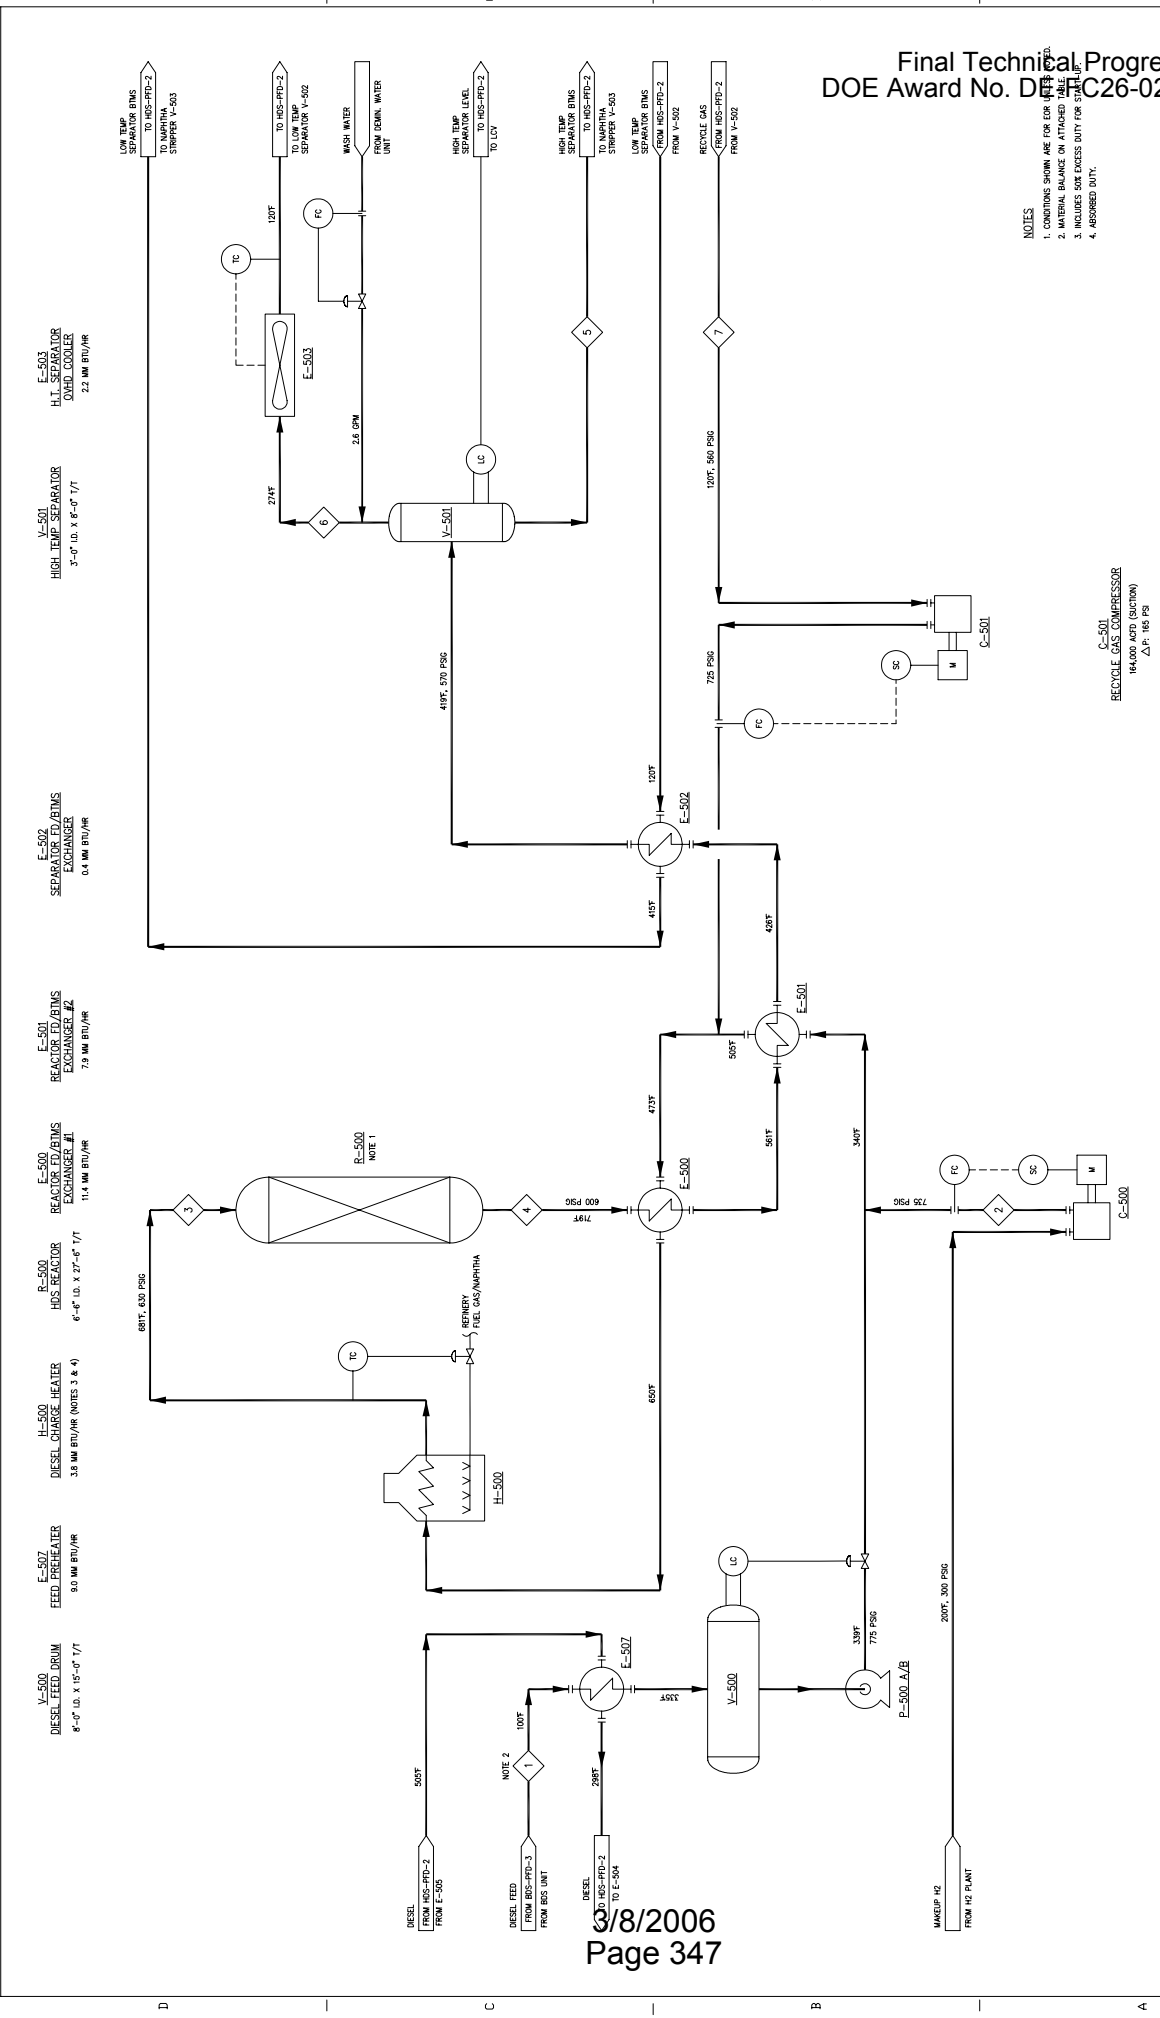 Final Technical Progre
DOE Award No. DE-FC26-02
V-500
DIESEL FEED DRUM
8'-0" I.D. X 15'-0" T/T
E-507
FEED PREHEATER
9.0 MM BTU/HR
H-500
DIESEL CHARGE HEATER
3.8 MM BTU/HR (NOTES 3 & 4)
R-500
HDS REACTOR
6'-6" I.D. X 27'-6" T/T
E-500
REACTOR FD/BTMS
EXCHANGER #1
11.4 MM BTU/HR
E-501
REACTOR FD/BTMS
EXCHANGER #2
7.9 MM BTU/HR
E-502
SEPARATOR FD/BTMS
EXCHANGER
0.4 MM BTU/HR
V-501
HIGH TEMP SEPARATOR
3'-0" I.D. X 8'-0" T/T
E-503
H.T. SEPARATOR
OVHD COOLER
2.2 MM BTU/HR
LOW TEMP
SEPARATOR BTMS
TO HDS-PFD-2
TO NAPHTHA
STRIPPER V-503
TO HDS-PFD-2
TO LOW TEMP
SEPARATOR V-502
WASH WATER
FROM DEMIN. WATER
UNIT
HIGH TEMP
SEPARATOR LEVEL
TO HDS-PFD-2
TO LCV
HIGH TEMP
SEPARATOR BTMS
TO HDS-PFD-2
TO NAPHTHA
STRIPPER V-503
LOW TEMP
SEPARATOR BTMS
FROM HDS-PFD-2
FROM V-502
RECYCLE GAS
FROM HDS-PFD-2
FROM V-502
NOTES
1. CONDITIONS SHOWN ARE FOR EOR UNLESS NOTED.
2. MATERIAL BALANCE ON ATTACHED TABLE.
3. INCLUDES 50% EXCESS DUTY FOR START-UP.
4. ABSORBED DUTY.
120°F
TC
E-503
274°F
6
FC
2.6 GPM
LC
V-501
5
7
120°F, 560 PSIG
419°F, 570 PSIG
725 PSIG
FC
SC
M
C-501
C-501
RECYCLE GAS COMPRESSOR
164,000 ACFD (SUCTION)
△P: 165 PSI
120°F
E-502
415°F
426°F
E-501
505°F
473°F
561°F
340°F
3
R-500
NOTE 1
4
719°F
600 PSIG
E-500
681°F, 630 PSIG
TC
REFINERY
FUEL GAS/NAPHTHA
H-500
650°F
735 PSIG
2
FC
SC
M
C-500
200°F, 300 PSIG
LC
V-500
339°F
775 PSIG
P-500 A/B
E-507
335°F
505°F
NOTE 2
1
100°F
298°F
DIESEL
FROM HDS-PFD-2
FROM E-505
DIESEL FEED
FROM BDS-PFD-3
FROM BDS UNIT
DIESEL
TO HDS-PFD-2
TO E-504
MAKEUP H2
FROM H2 PLANT
3/8/2006
Page 347
D
C
B
A